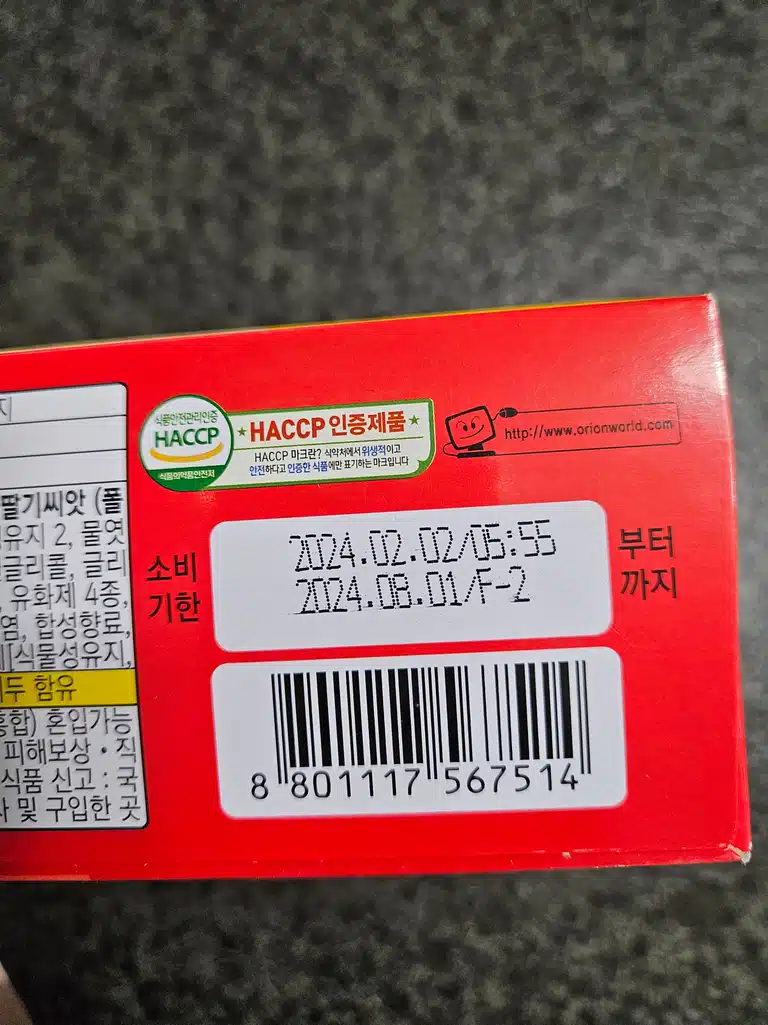 지
딸기씨앗 (폴
유지 2, 물엿
글리콜, 글리
, 유화제 4종,
염, 합성향료,
식물성유지,
두 함유
혼입가능
피해보상 • 직
식품 신고 : 국
및 구입한 곳
식품안전관리인증
HACCP
식품의약품안전처
HACCP 인증제품
HACCP 마크란? 식약처에서 위생적이고
안전하다고 인증한 식품에만 표기하는 마크입니다
http://www.orionworld.com
소비
기한
2024.02.02/05:55
2024.08.01/F-2
부터
까지
8 801117 567514